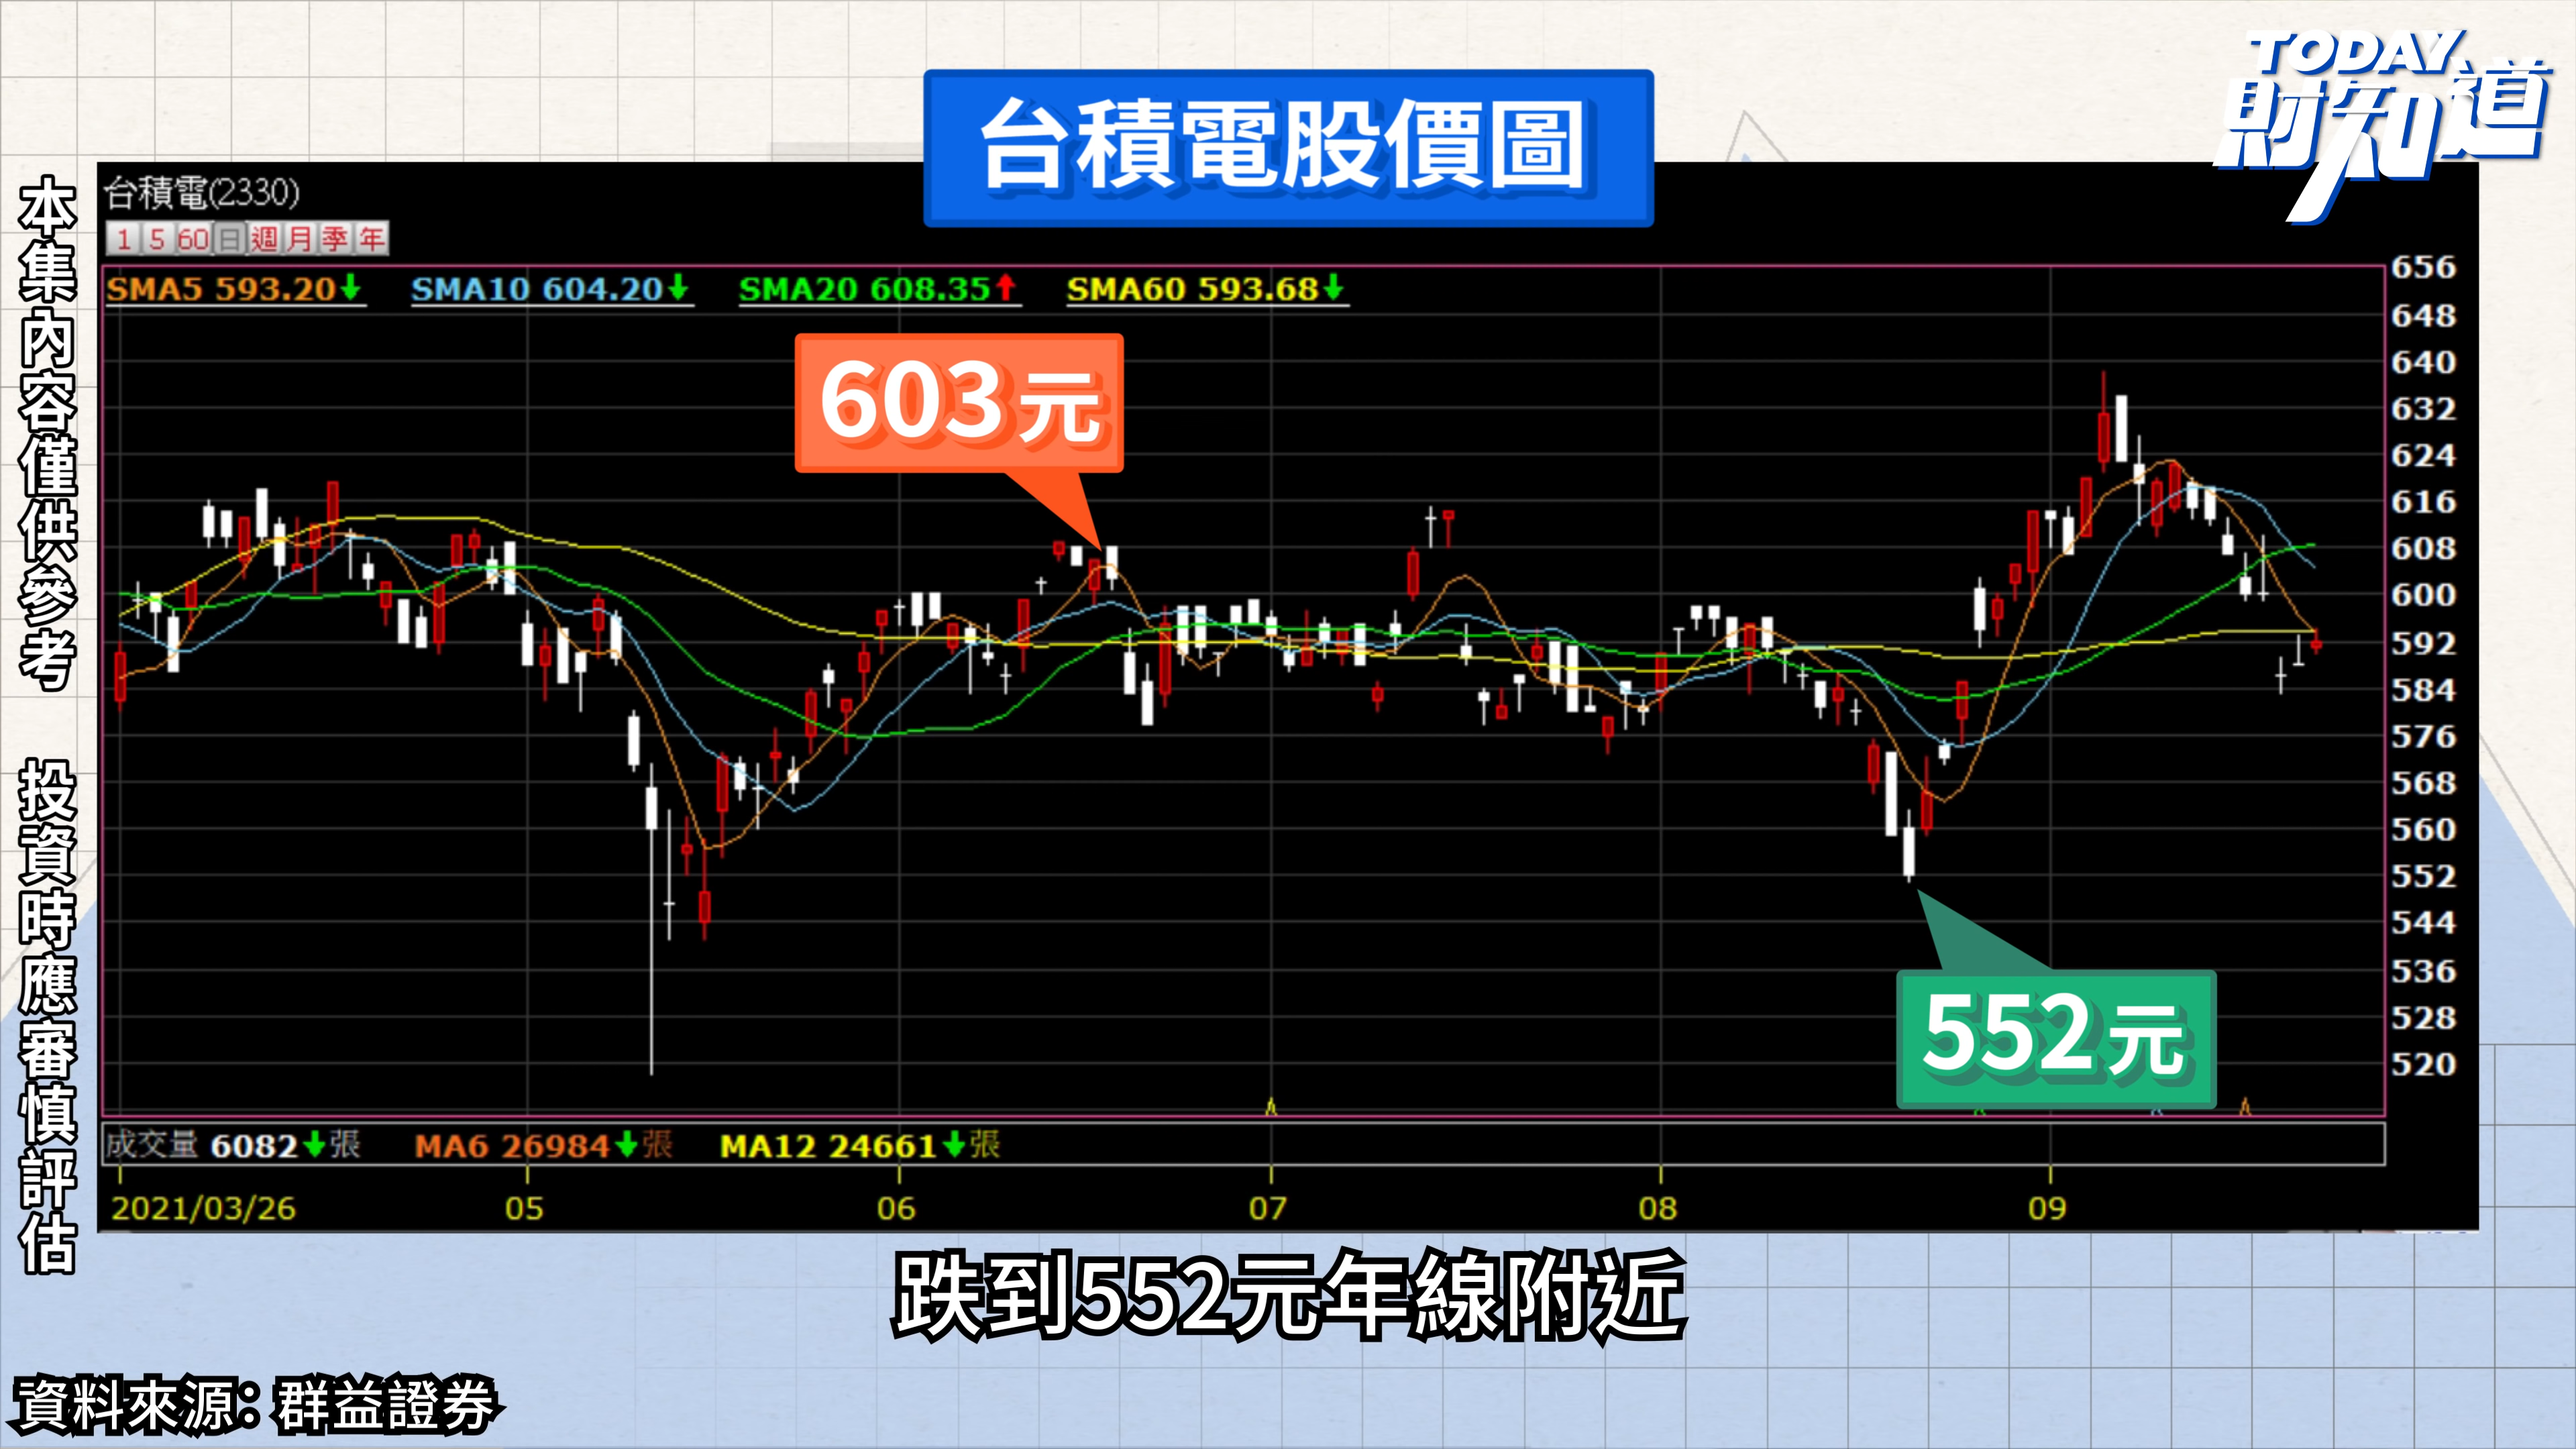 TODAY
財知道
台積電股價圖
本集內容僅供參考 投資時應審慎評估
台積電(2330)
1 5 60 日 週 月 季 年
SMA5 593.20↓ SMA10 604.20↓ SMA20 608.35↑ SMA60 593.68↓
656
648
640
632
624
616
608
600
592
584
576
568
560
552
544
536
528
520
603元
552元
成交量 6082↓張 MA6 26984↓張 MA12 24661↓張
2021/03/26 05 06 07 08 09
跌到552元年線附近
資料來源：群益證券